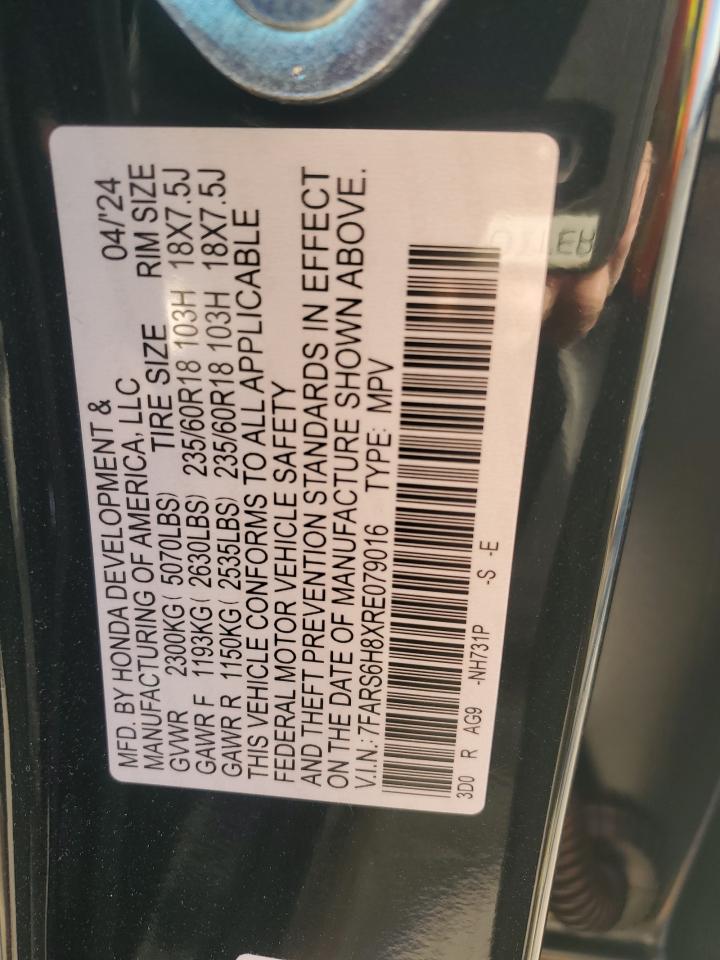 MFD. BY HONDA DEVELOPMENT & 04/'24
MANUFACTURING OF AMERICA, LLC
TIRE SIZE RIM SIZE
GVWR 2300KG( 5070LBS)
GAWR F 1193KG( 2630LBS) 235/60R18 103H 18X7.5J
GAWR R 1150KG( 2535LBS) 235/60R18 103H 18X7.5J
THIS VEHICLE CONFORMS TO ALL APPLICABLE
FEDERAL MOTOR VEHICLE SAFETY
AND THEFT PREVENTION STANDARDS IN EFFECT
ON THE DATE OF MANUFACTURE SHOWN ABOVE.
V.I.N.:7FARS6H8XRE079016 TYPE: MPV
3D0 R AG9 -NH731P -S -E